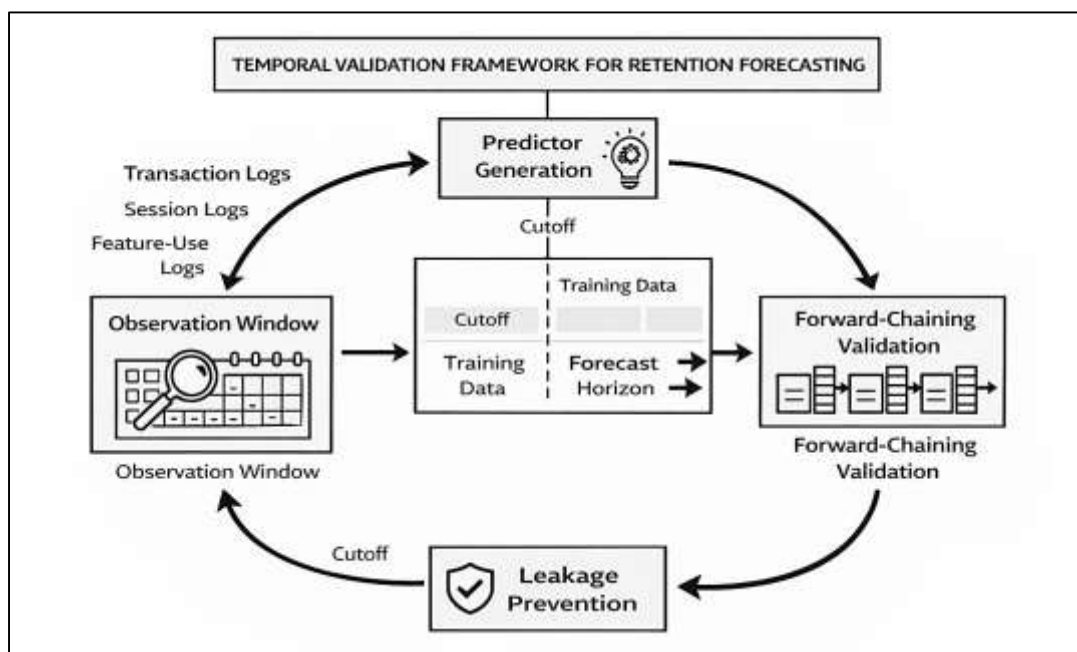 TEMPORAL VALIDATION FRAMEWORK FOR RETENTION FORECASTING
Predictor
Generation
Transaction Logs
Session Logs
Feature-Use
Logs
Cutoff
Observation Window
Training Data
Cutoff
Training
Data
Forecast
Horizon
Forward-Chaining
Validation
Observation Window
Forward-Chaining
Validation
Cutoff
Leakage
Prevention